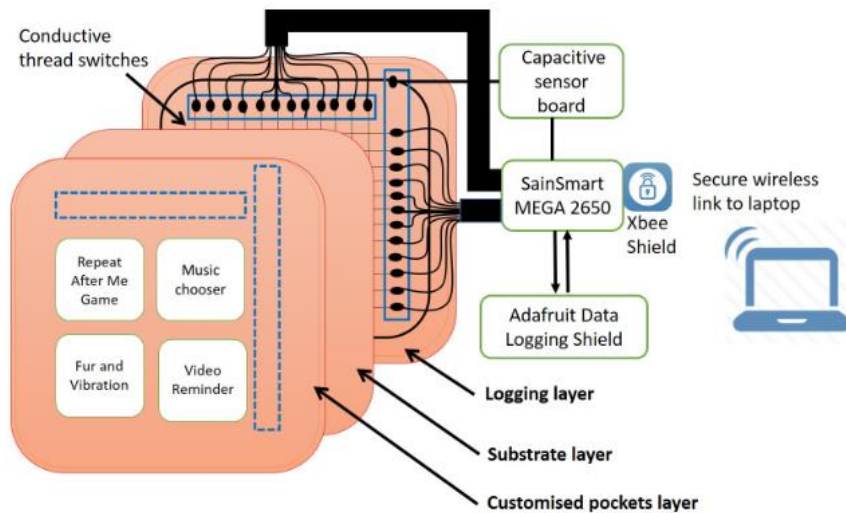 Conductive
thread switches
Capacitive
sensor
board
SainSmart
MEGA 2650
Xbee
Shield
Secure wireless
link to laptop
Adafruit Data
Logging Shield
Repeat
After Me
Game
Music
chooser
Fur and
Vibration
Video
Reminder
Logging layer
Substrate layer
Customised pockets layer